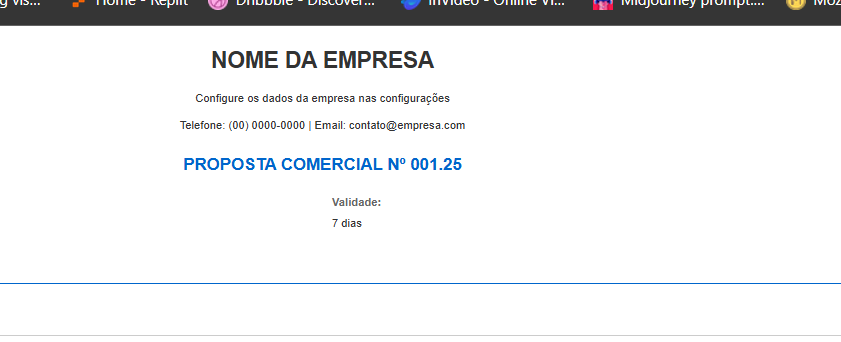 g vis... Home - Replit Dribbble - Discover... InVideo - Online Vi... Midjourney prompt.... Moz
NOME DA EMPRESA
Configure os dados da empresa nas configurações
Telefone: (00) 0000-0000 | Email: contato@empresa.com
PROPOSTA COMERCIAL Nº 001.25
Validade:
7 dias